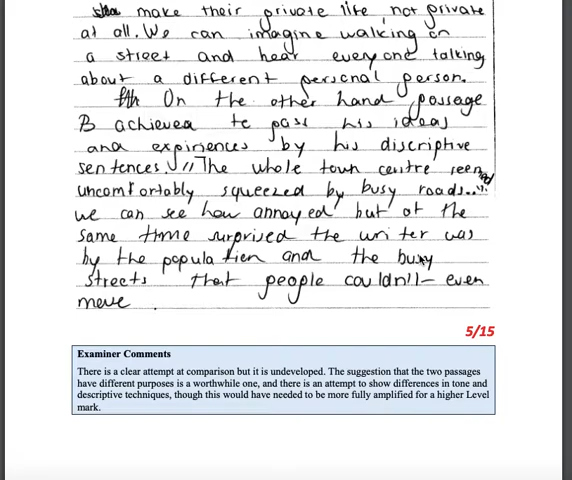 make their private life not private
at all. We can imagine walking on
a street and hear everyone talking
about a different personal person.
On the other hand passage
B achieves to pass his ideas
and expiriences by his discriptive
sentences. "The whole town centre seemed
uncomfortably squeezed by busy roads..".
we can see how annoyed but at the
same time surprised the writer was
by the population and the busy
streets that people couldn't even
move.
5/15
Examiner Comments
There is a clear attempt at comparison but it is undeveloped. The suggestion that the two passages
have different purposes is a worthwhile one, and there is an attempt to show differences in tone and
descriptive techniques, though this would have needed to be more fully amplified for a higher Level
mark.